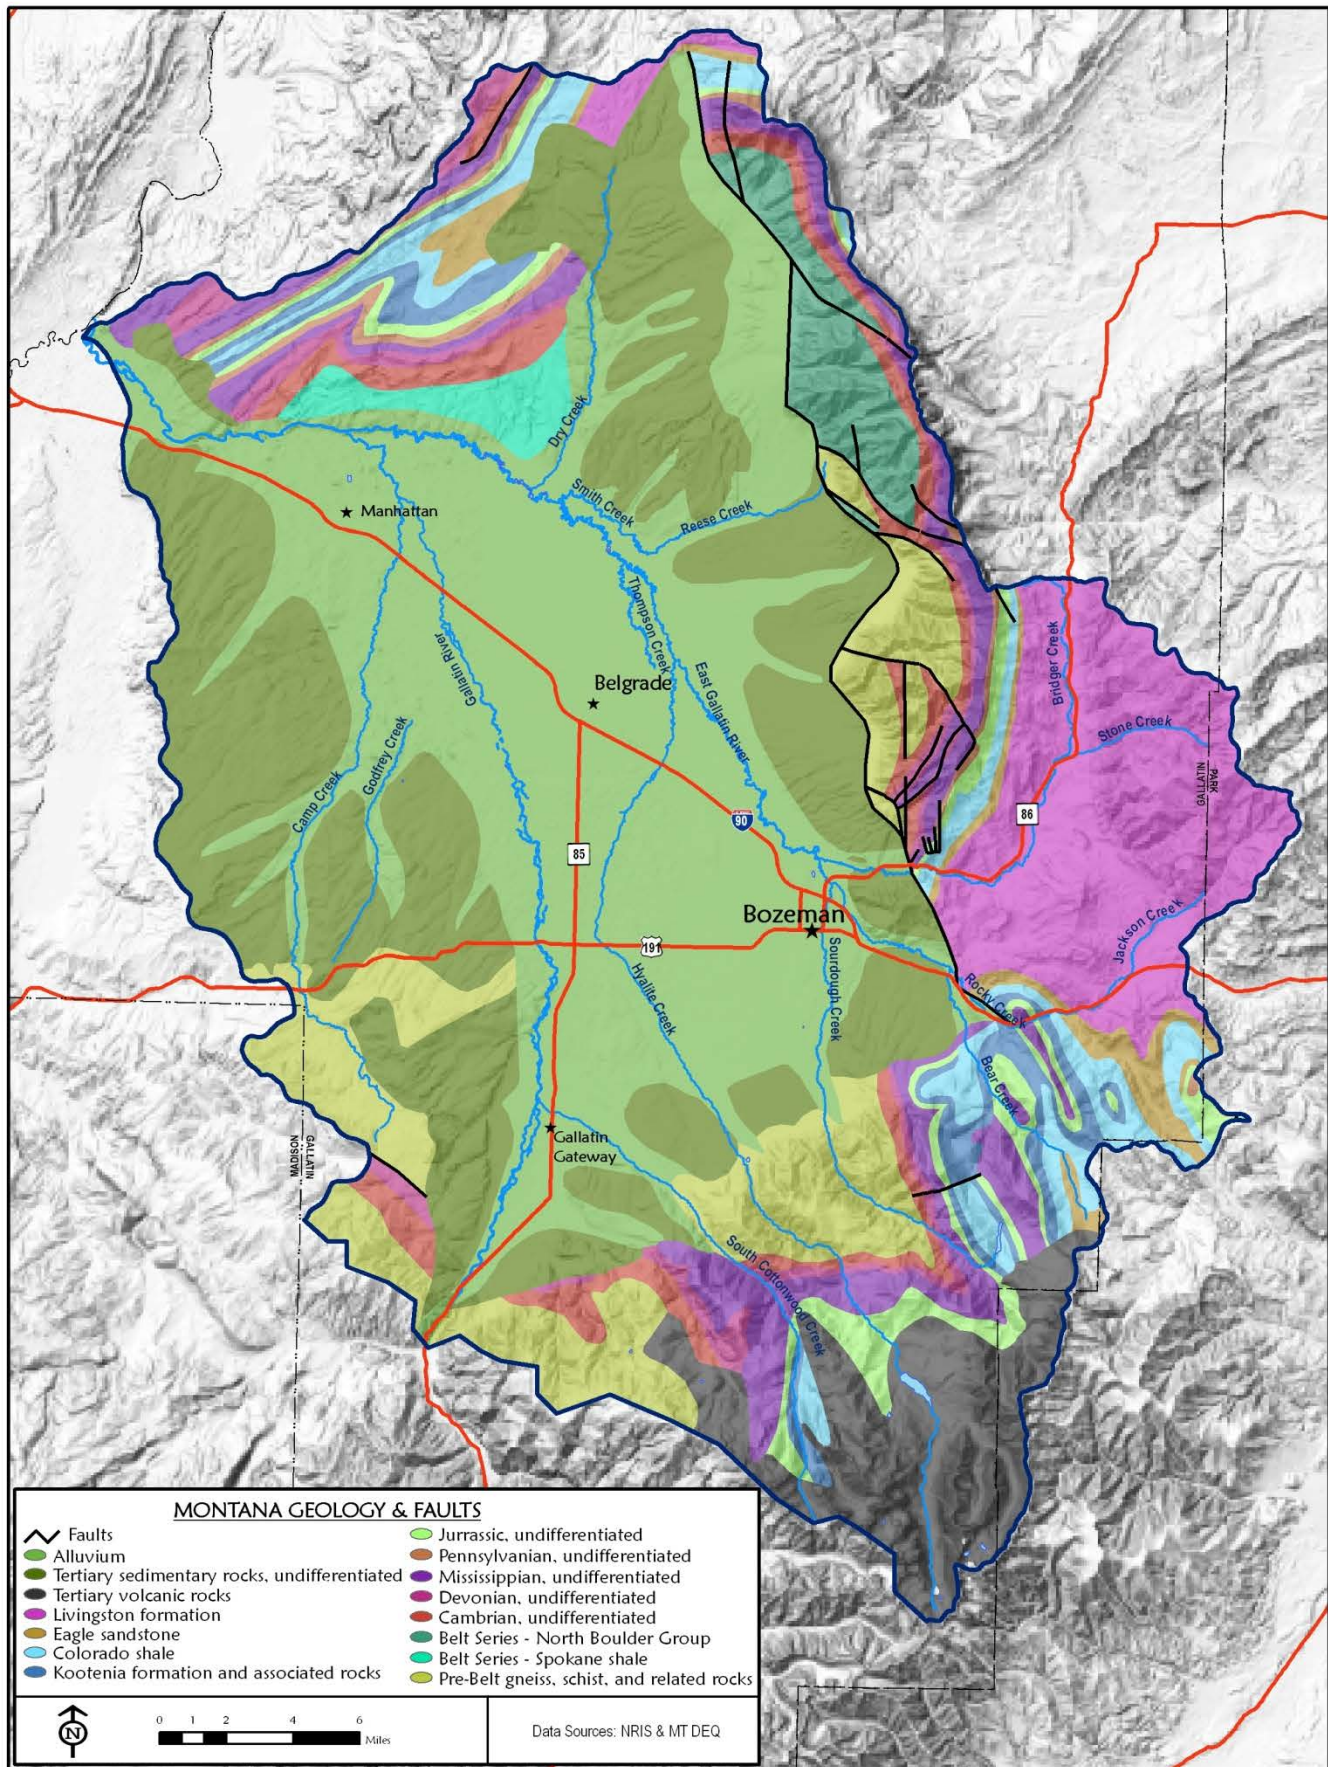 Dry Creek
Smith Creek
Reese Creek
Manhattan
Thompson Creek
Gallatin River
East Gallatin River
Bridger Creek
Belgrade
Stone Creek
Godfrey Creek
PARK
GALLATIN
Camp Creek
90
86
85
Bozeman
Jackson Creek
191
Sourdough Creek
Hyalite Creek
Rocky Creek
Bear Creek
Gallatin
Gateway
MADISON
GALLATIN
South Cottonwood Creek
MONTANA GEOLOGY & FAULTS
Faults
Alluvium
Tertiary sedimentary rocks, undifferentiated
Tertiary volcanic rocks
Livingston formation
Eagle sandstone
Colorado shale
Kootenia formation and associated rocks
Jurrassic, undifferentiated
Pennsylvanian, undifferentiated
Mississippian, undifferentiated
Devonian, undifferentiated
Cambrian, undifferentiated
Belt Series - North Boulder Group
Belt Series - Spokane shale
Pre-Belt gneiss, schist, and related rocks
N
0 1 2 4 6
Miles
Data Sources: NRIS & MT DEQ